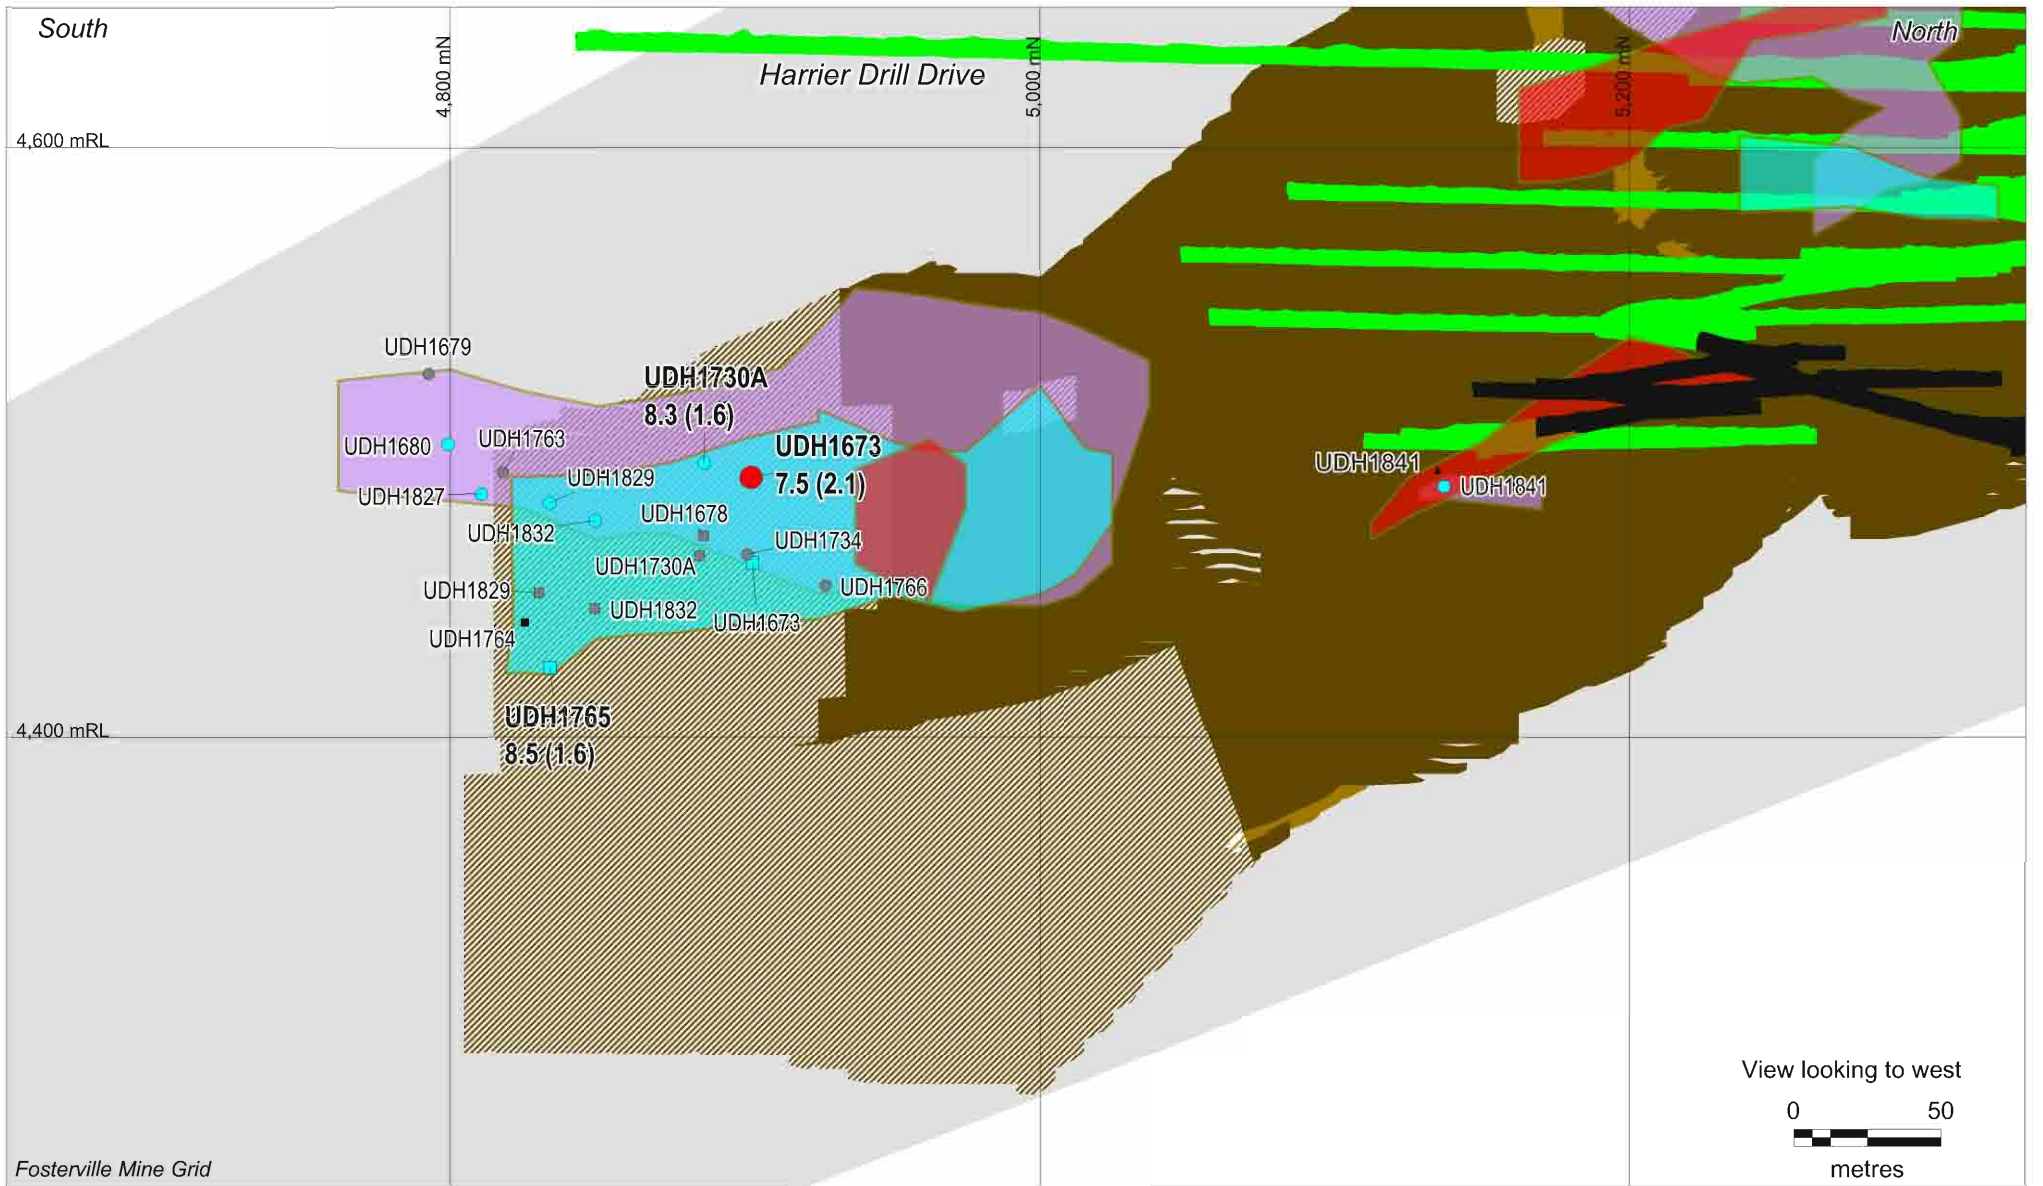 South
North
4,800 mN
5,000 mN
5,200 mN
Harrier Drill Drive
4,600 mRL
UDH1679
UDH1730A
8.3 (1.6)
UDH1680
UDH1763
UDH1673
7.5 (2.1)
UDH1827
UDH1829
UDH1841
UDH1841
UDH1832
UDH1678
UDH1734
UDH1730A
UDH1766
UDH1829
UDH1832
UDH1673
UDH1764
UDH1765
8.5 (1.6)
4,400 mRL
View looking to west
0 50
metres
Fosterville Mine Grid